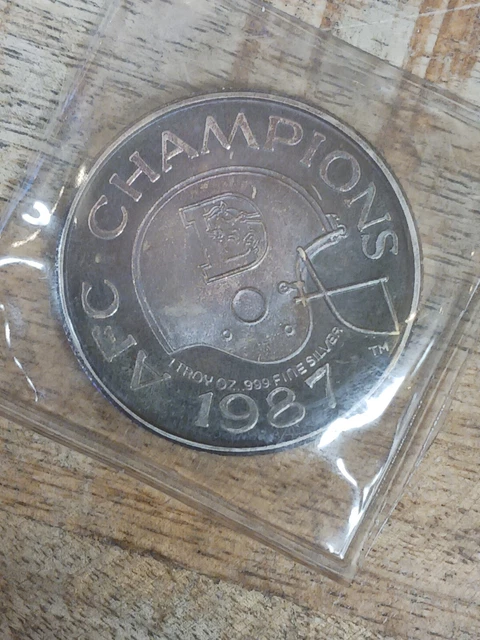 AFC CHAMPIONS
D
TM
1 TROY OZ. .999 FINE SILVER
1987